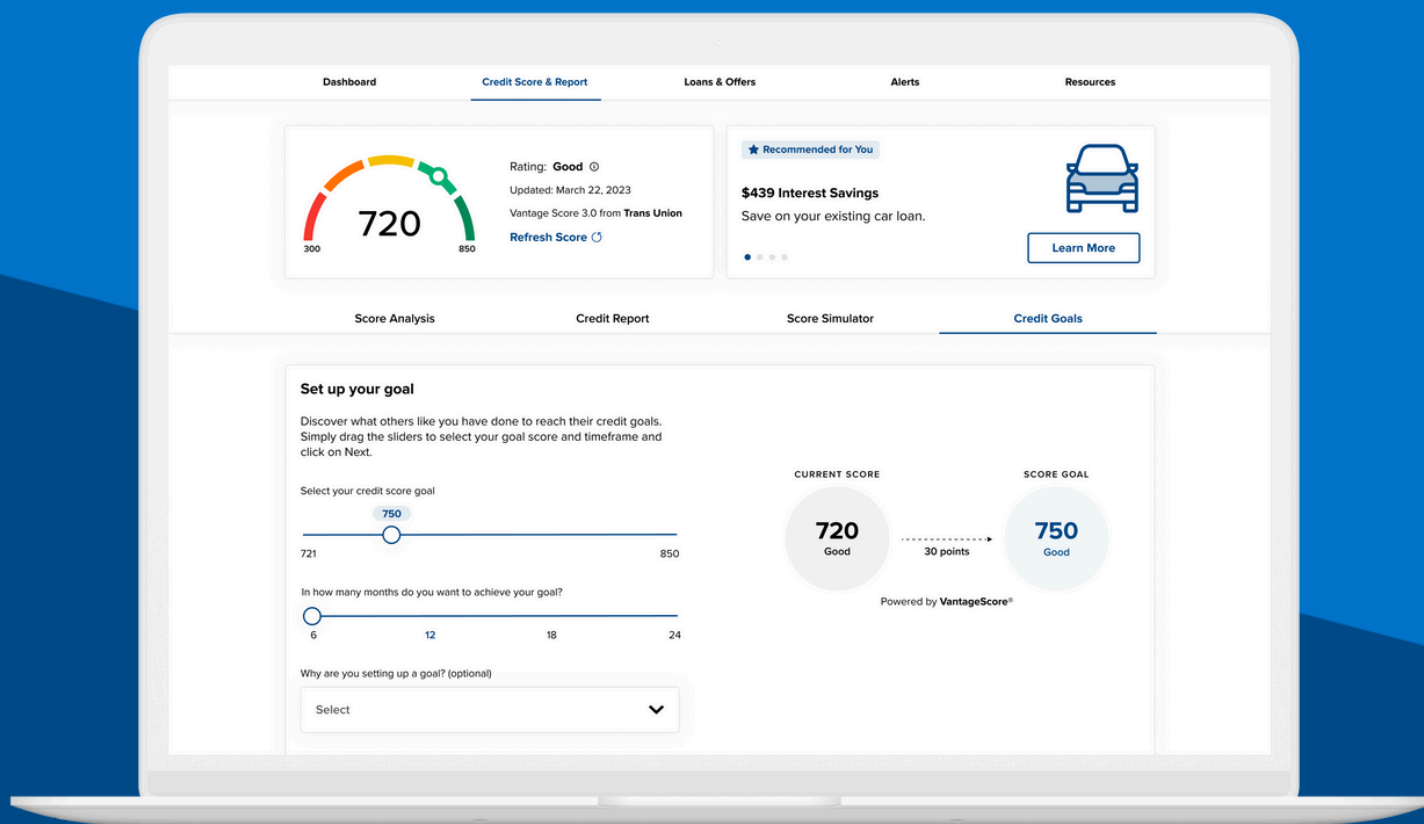 Dashboard
Credit Score & Report
Loans & Offers
Alerts
Resources
720
300
850
Rating: Good
Updated: March 22, 2023
Vantage Score 3.0 from Trans Union
Refresh Score
Recommended for You
$439 Interest Savings
Save on your existing car loan.
Learn More
Score Analysis
Credit Report
Score Simulator
Credit Goals
Set up your goal
Discover what others like you have done to reach their credit goals.
Simply drag the sliders to select your goal score and timeframe and
click on Next.
Select your credit score goal
750
721
850
In how many months do you want to achieve your goal?
6
12
18
24
Why are you setting up a goal? (optional)
Select
CURRENT SCORE
720
Good
30 points
SCORE GOAL
750
Good
Powered by VantageScore®